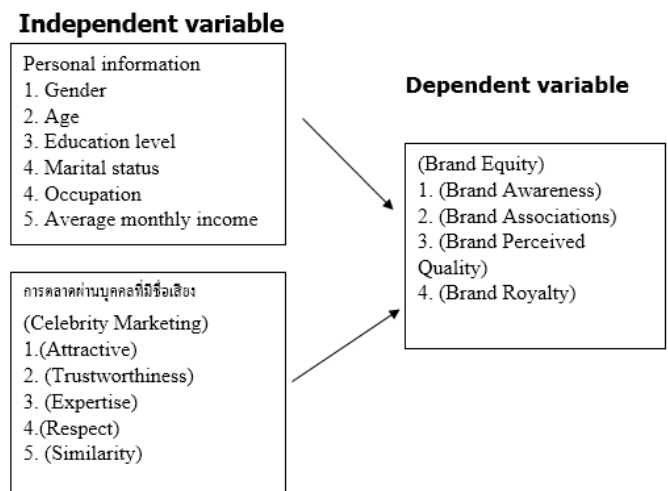 Independent variable
Personal information
1. Gender
2. Age
3. Education level
4. Marital status
4. Occupation
5. Average monthly income
การตลาดผ่านบุคคลที่มีชื่อเสียง
(Celebrity Marketing)
1.(Attractive)
2. (Trustworthiness)
3. (Expertise)
4.(Respect)
5. (Similarity)
Dependent variable
(Brand Equity)
1. (Brand Awareness)
2. (Brand Associations)
3. (Brand Perceived
Quality)
4. (Brand Royalty)